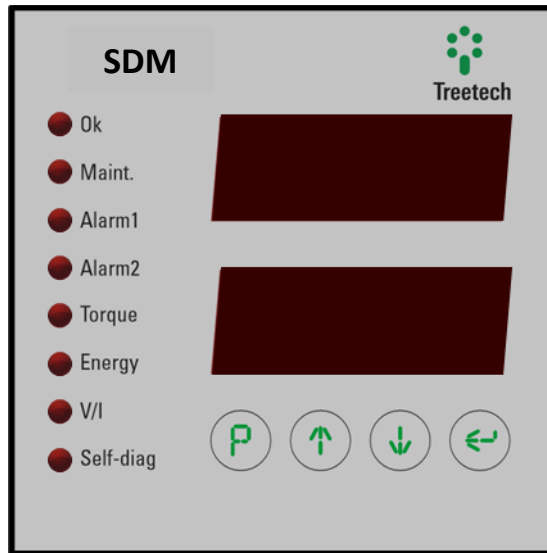 SDM
Treetech
Ok
Maint.
Alarm1
Alarm2
Torque
Energy
V/I
Self-diag
P